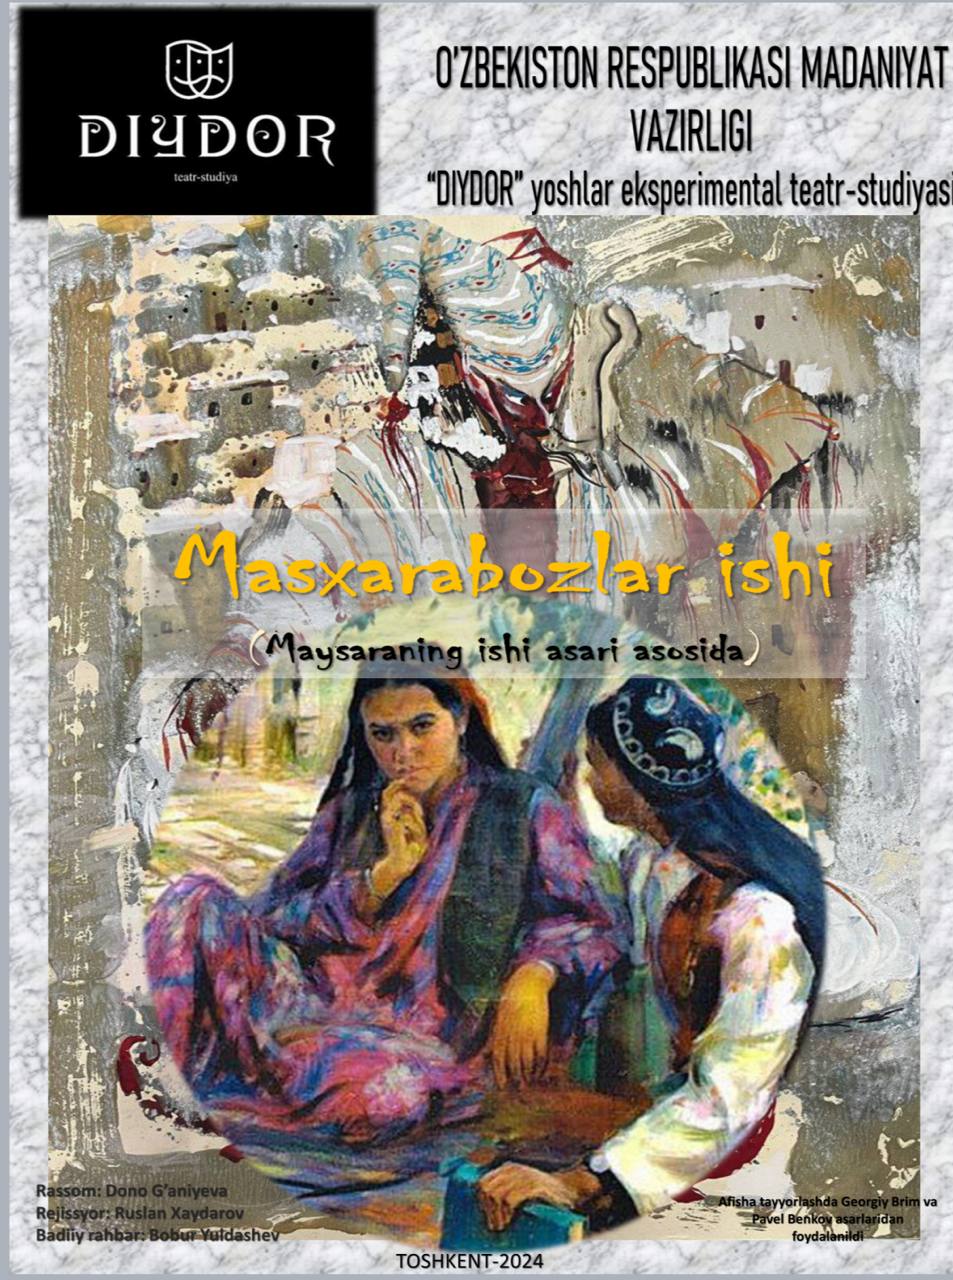 DIYDOR
teatr-studiya
O'ZBEKISTON RESPUBLIKASI MADANIYAT
VAZIRLIGI
“DIYDOR” yoshlar eksperimental teatr-studiyasi
Masxarabozlar ishi
(Maysaraning ishi asari asosida)
Rassom: Dono G’aniyeva
Rejissyor: Ruslan Xaydarov
Badiiy rahbar: Bobur Yuldashev
Afisha tayyorlashda Georgiy Brim va
Pavel Benkov asarlaridan
foydalanildi
TOSHKENT-2024